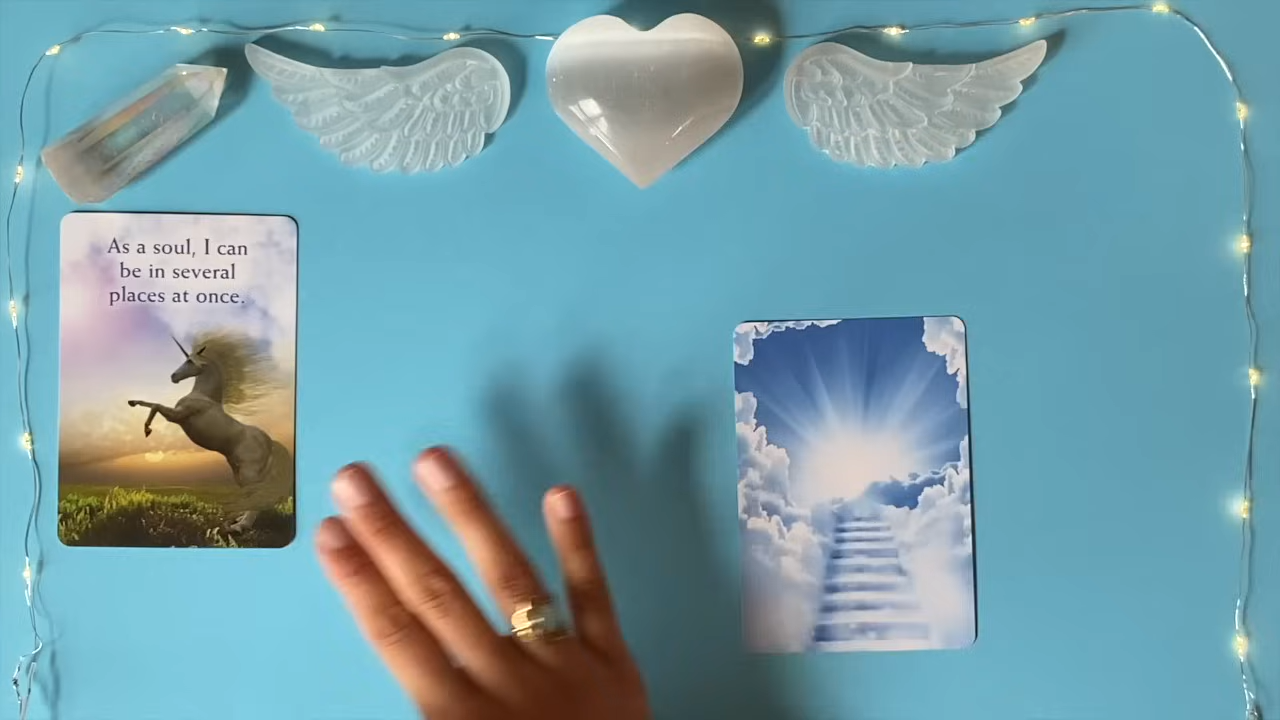 As a soul, I can
be in several
places at once.